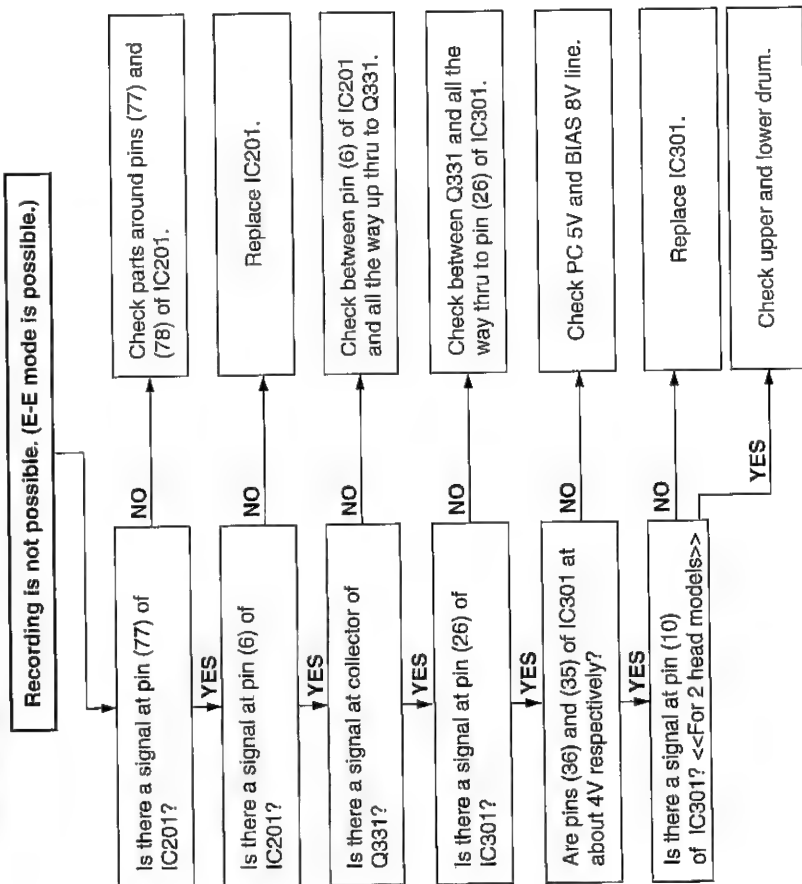 Recording is not possible. (E-E mode is possible.)
Is there a signal at pin (77) of
IC201?
NO
Check parts around pins (77) and
(78) of IC201.
YES
Is there a signal at pin (6) of
IC201?
NO
Replace IC201.
YES
Is there a signal at collector of
Q331?
NO
Check between pin (6) of IC201
and all the way up thru to Q331.
YES
Is there a signal at pin (26) of
IC301?
NO
Check between Q331 and all the
way thru to pin (26) of IC301.
YES
Are pins (36) and (35) of IC301 at
about 4V respectively?
NO
Check PC 5V and BIAS 8V line.
YES
Is there a signal at pin (10)
of IC301? <<For 2 head models>>
NO
Replace IC301.
YES
Check upper and lower drum.